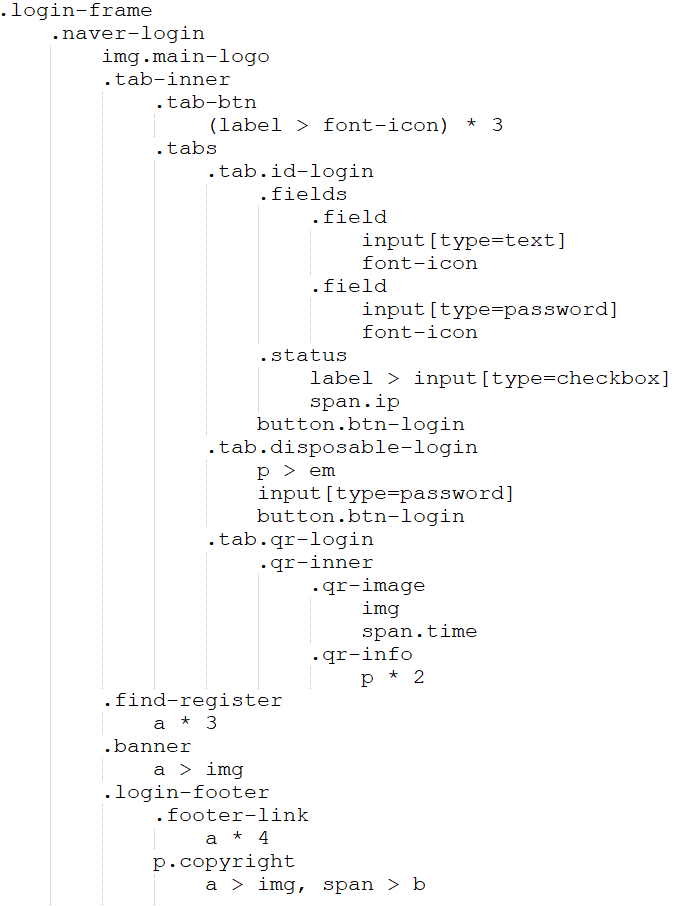 .login-frame
.naver-login
img.main-logo
.tab-inner
.tab-btn
(label > font-icon) * 3
.tabs
.tab.id-login
.fields
.field
input[type=text]
font-icon
.field
input[type=password]
font-icon
.status
label > input[type=checkbox]
span.ip
button.btn-login
.tab.disposable-login
p > em
input[type=password]
button.btn-login
.tab.qr-login
.qr-inner
.qr-image
img
span.time
.qr-info
p * 2
.find-register
a * 3
.banner
a > img
.login-footer
.footer-link
a * 4
p.copyright
a > img, span > b